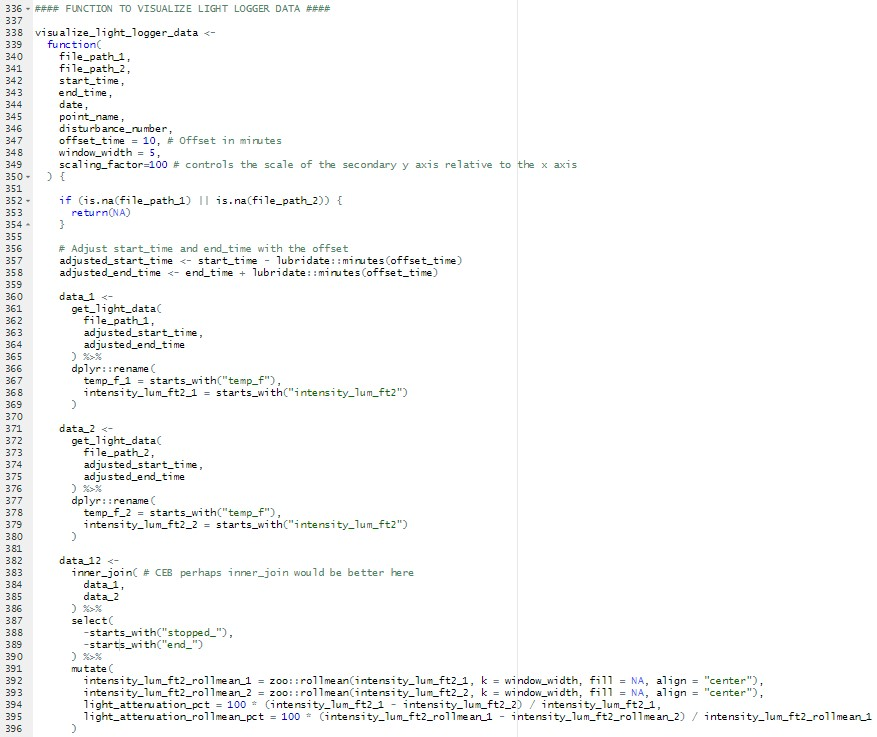 336 #### FUNCTION TO VISUALIZE LIGHT LOGGER DATA ####
337
338 visualize_light_logger_data <-
339   function(
340     file_path_1,
341     file_path_2,
342     start_time,
343     end_time,
344     date,
345     point_name,
346     disturbance_number,
347     offset_time = 10, # Offset in minutes
348     window_width = 5,
349     scaling_factor=100 # controls the scale of the secondary y axis relative to the x axis
350   ) {
351
352     if (is.na(file_path_1) || is.na(file_path_2)) {
353       return(NA)
354     }
355
356     # Adjust start_time and end_time with the offset
357     adjusted_start_time <- start_time - lubridate::minutes(offset_time)
358     adjusted_end_time <- end_time + lubridate::minutes(offset_time)
359
360     data_1 <-
361       get_light_data(
362         file_path_1,
363         adjusted_start_time,
364         adjusted_end_time
365       ) %>%
366       dplyr::rename(
367         temp_f_1 = starts_with("temp_f"),
368         intensity_lum_ft2_1 = starts_with("intensity_lum_ft2")
369       )
370
371     data_2 <-
372       get_light_data(
373         file_path_2,
374         adjusted_start_time,
375         adjusted_end_time
376       ) %>%
377       dplyr::rename(
378         temp_f_2 = starts_with("temp_f"),
379         intensity_lum_ft2_2 = starts_with("intensity_lum_ft2")
380       )
381
382     data_12 <-
383       inner_join( # CEB perhaps inner_join would be better here
384         data_1,
385         data_2
386       ) %>%
387       select(
388         -starts_with("stopped_"),
389         -starts_with("end_")
390       ) %>%
391       mutate(
392         intensity_lum_ft2_rollmean_1 = zoo::rollmean(intensity_lum_ft2_1, k = window_width, fill = NA, align = "center"),
393         intensity_lum_ft2_rollmean_2 = zoo::rollmean(intensity_lum_ft2_2, k = window_width, fill = NA, align = "center"),
394         light_attenuation_pct = 100 * (intensity_lum_ft2_1 - intensity_lum_ft2_2) / intensity_lum_ft2_1,
395         light_attenuation_rollmean_pct = 100 * (intensity_lum_ft2_rollmean_1 - intensity_lum_ft2_rollmean_2) / intensity_lum_ft2_rollmean_1
396       )